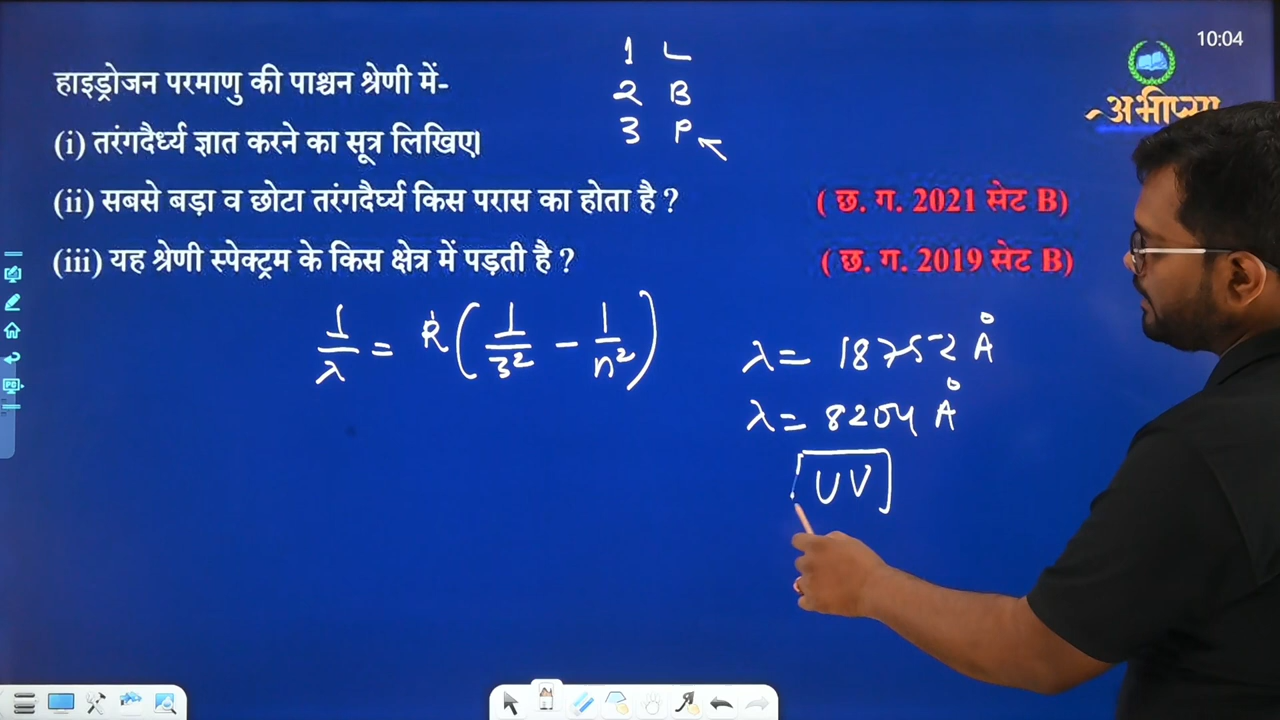 10:04
1 L
हाइड्रोजन परमाणु की पाश्चन श्रेणी में-
2 B
अभीप्सा
3 P
(i) तरंगदैर्ध्य ज्ञात करने का सूत्र लिखिए।
(ii) सबसे बड़ा व छोटा तरंगदैर्घ्य किस परास का होता है ? ( छ. ग. 2021 सेट B)
(iii) यह श्रेणी स्पेक्ट्रम के किस क्षेत्र में पड़ती है ? ( छ. ग. 2019 सेट B)
1/λ = R(1/3² - 1/n²)
λ = 18752 Å
λ = 8204 Å
UV